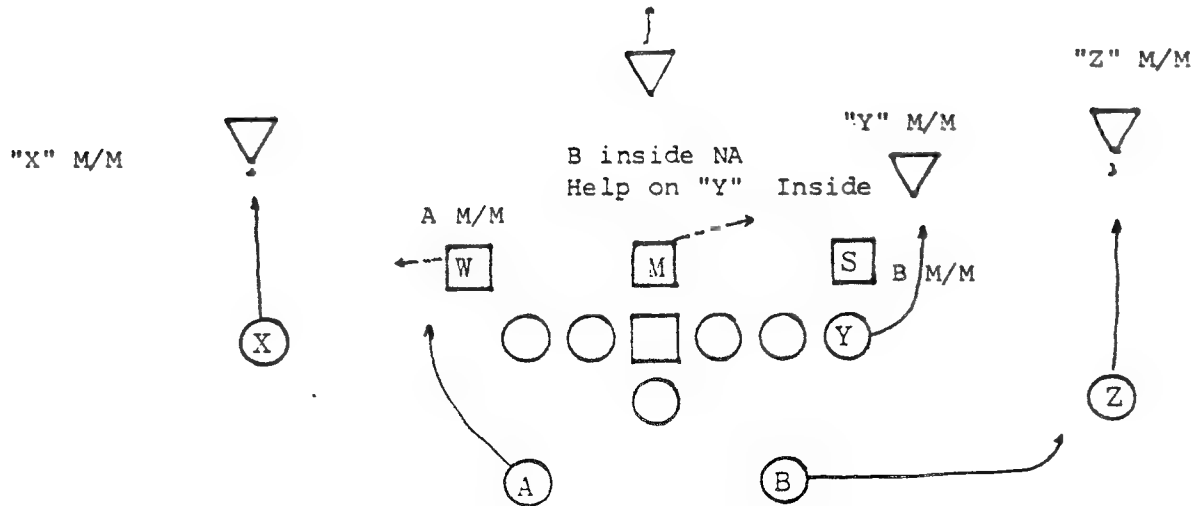 "Z" M/M
"X" M/M
"Y" M/M
B inside NA
Help on "Y" Inside
A M/M
W
M
S
B M/M
X
Y
Z
A
B